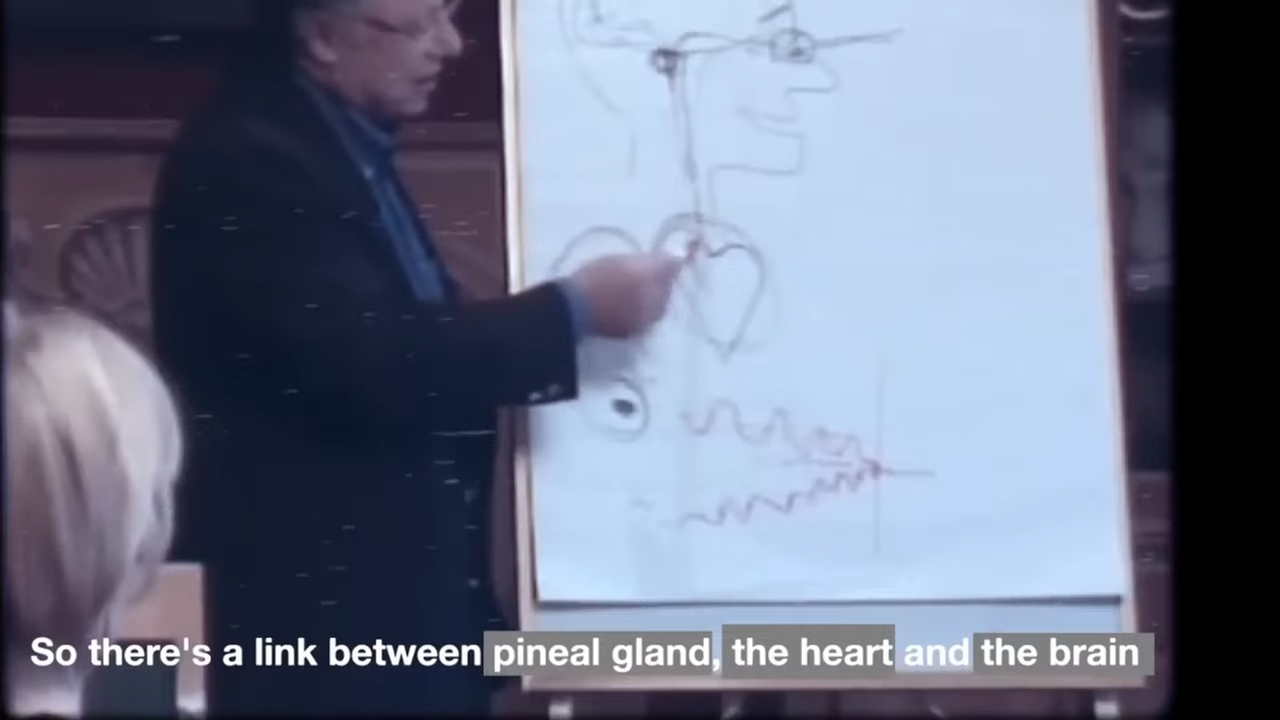 So there's a link between pineal gland, the heart and the brain